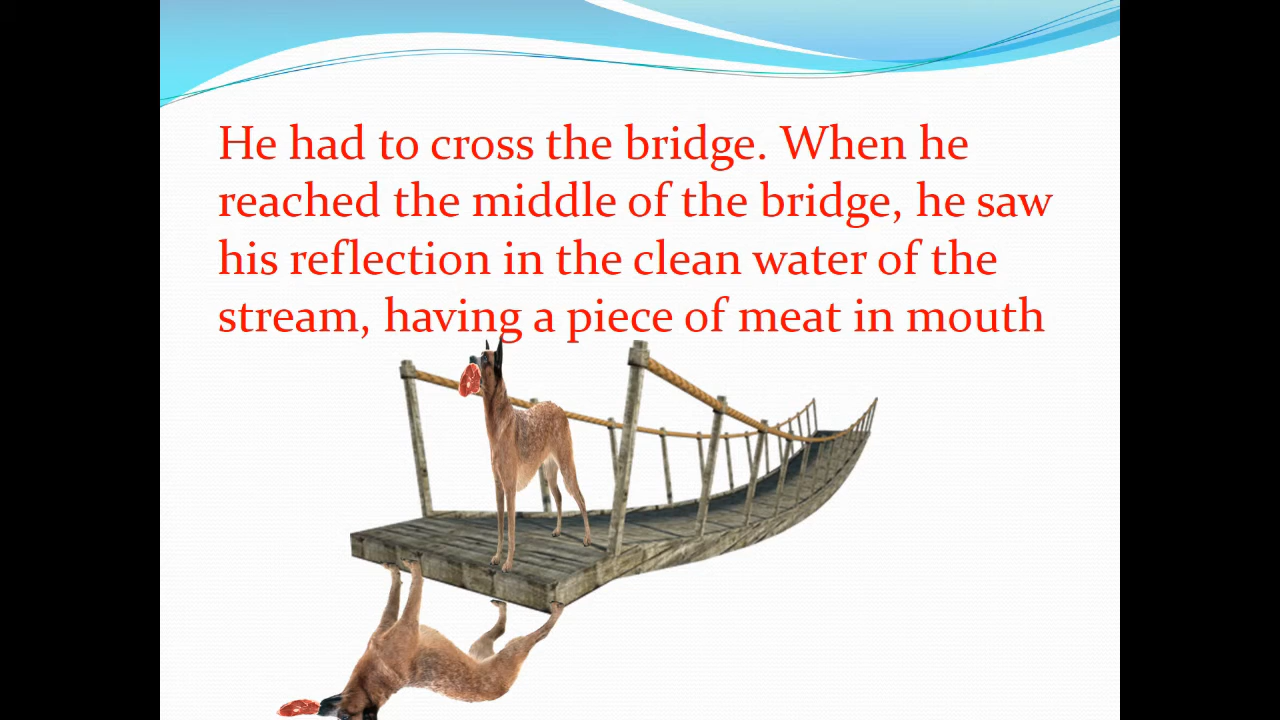 He had to cross the bridge. When he
reached the middle of the bridge, he saw
his reflection in the clean water of the
stream, having a piece of meat in mouth